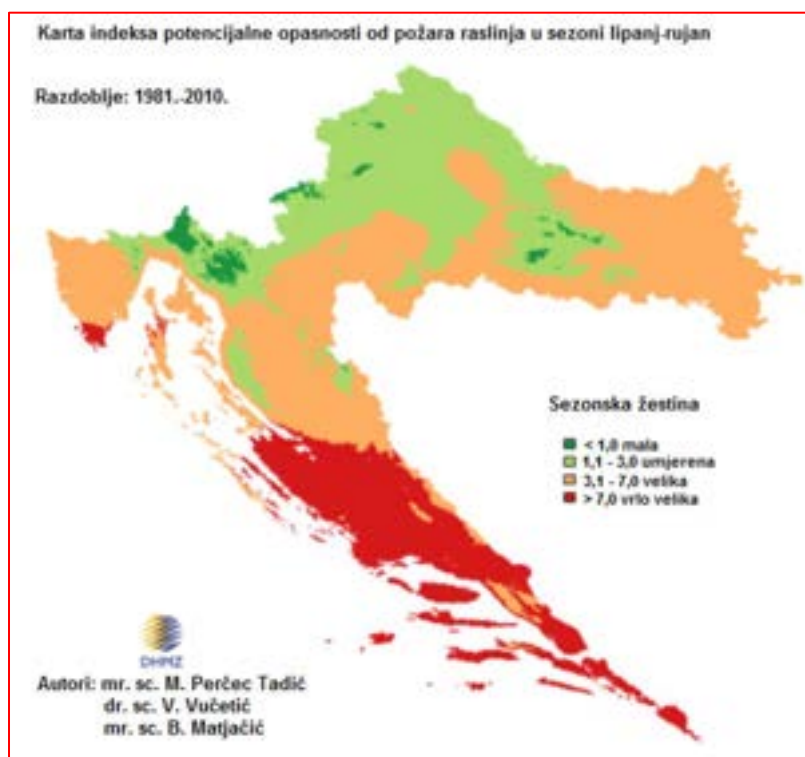 Karta indeksa potencijalne opasnosti od požara raslinja u sezoni lipanj-rujan
Razdoblje: 1981.-2010.
Sezonska žestina
< 1,0 mala
1,1 - 3,0 umjerena
3,1 - 7,0 velika
> 7,0 vrlo velika
DHMZ
Autori: mr. sc. M. Perčec Tadić
dr. sc. V. Vučetić
mr. sc. B. Matjačić